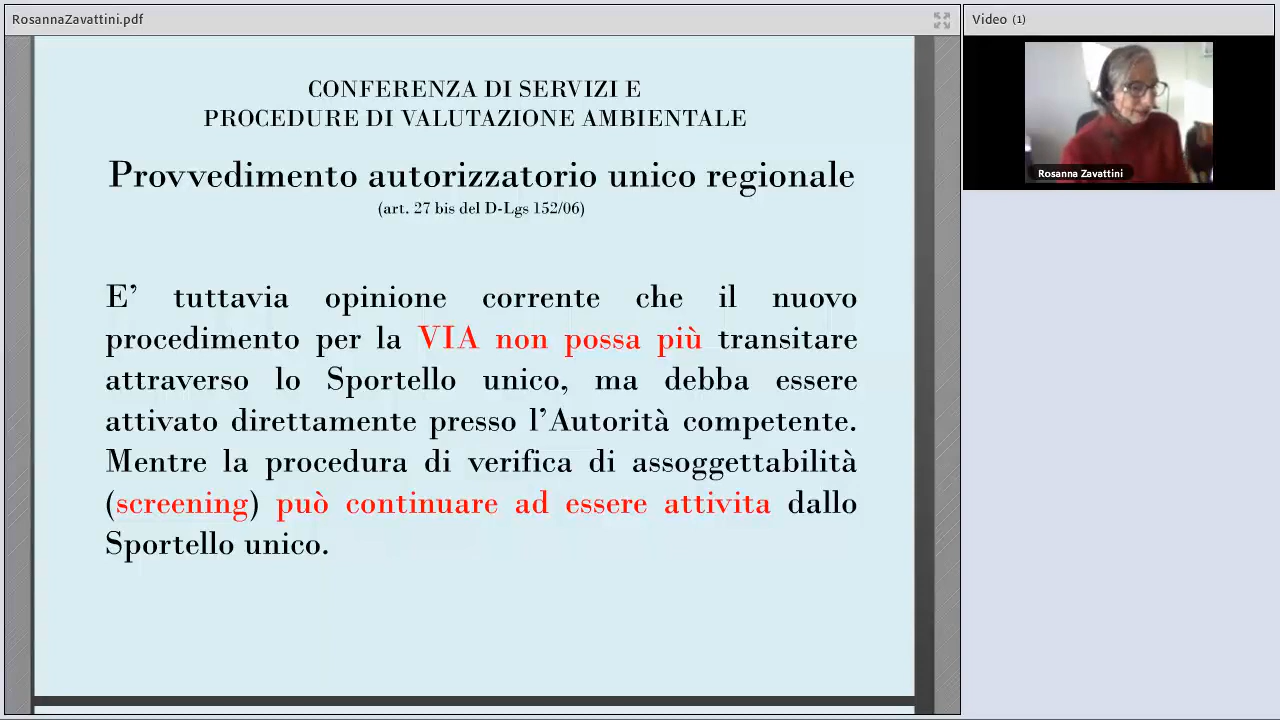 RosannaZavattini.pdf
Video (1)
Rosanna Zavattini
CONFERENZA DI SERVIZI E
PROCEDURE DI VALUTAZIONE AMBIENTALE
Provvedimento autorizzatorio unico regionale
(art. 27 bis del D-Lgs 152/06)
E’ tuttavia opinione corrente che il nuovo
procedimento per la VIA non possa più transitare
attraverso lo Sportello unico, ma debba essere
attivato direttamente presso l’Autorità competente.
Mentre la procedura di verifica di assoggettabilità
(screening) può continuare ad essere attivita dallo
Sportello unico.